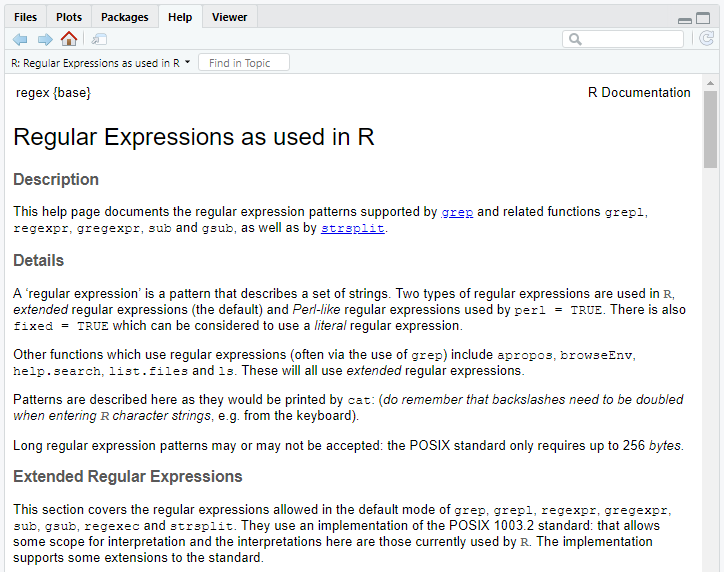 Files Plots Packages Help Viewer
R: Regular Expressions as used in R Find in Topic
regex {base} R Documentation
Regular Expressions as used in R
Description
This help page documents the regular expression patterns supported by grep and related functions grepl,
regexpr, gregexpr, sub and gsub, as well as by strsplit.
Details
A ‘regular expression’ is a pattern that describes a set of strings. Two types of regular expressions are used in R,
extended regular expressions (the default) and Perl-like regular expressions used by perl = TRUE. There is also
fixed = TRUE which can be considered to use a literal regular expression.
Other functions which use regular expressions (often via the use of grep) include apropos, browseEnv,
help.search, list.files and ls. These will all use extended regular expressions.
Patterns are described here as they would be printed by cat: (do remember that backslashes need to be doubled
when entering R character strings, e.g. from the keyboard).
Long regular expression patterns may or may not be accepted: the POSIX standard only requires up to 256 bytes.
Extended Regular Expressions
This section covers the regular expressions allowed in the default mode of grep, grepl, regexpr, gregexpr,
sub, gsub, regexec and strsplit. They use an implementation of the POSIX 1003.2 standard: that allows
some scope for interpretation and the interpretations here are those currently used by R. The implementation
supports some extensions to the standard.